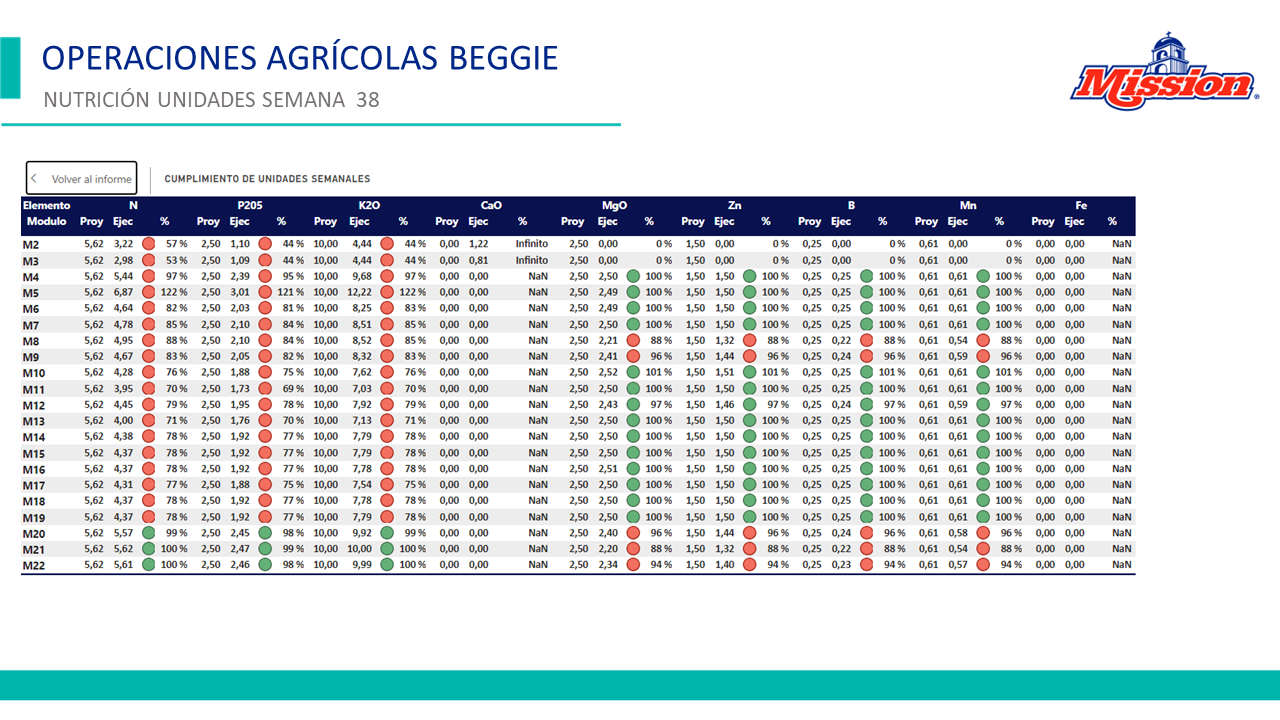 OPERACIONES AGRÍCOLAS BEGGIE
NUTRICIÓN UNIDADES SEMANA 38
Mission®
Volver al informe
CUMPLIMIENTO DE UNIDADES SEMANALES
Elemento N P205 K2O CaO MgO Zn B Mn Fe
Modulo Proy Ejec % Proy Ejec % Proy Ejec % Proy Ejec % Proy Ejec % Proy Ejec % Proy Ejec % Proy Ejec % Proy Ejec %
M2 5,62 3,22 57 % 2,50 1,10 44 % 10,00 4,44 44 % 0,00 1,22 Infinito 2,50 0,00 0 % 1,50 0,00 0 % 0,25 0,00 0 % 0,61 0,00 0 % 0,00 0,00 NaN
M3 5,62 2,98 53 % 2,50 1,09 44 % 10,00 4,44 44 % 0,00 0,81 Infinito 2,50 0,00 0 % 1,50 0,00 0 % 0,25 0,00 0 % 0,61 0,00 0 % 0,00 0,00 NaN
M4 5,62 5,44 97 % 2,50 2,39 95 % 10,00 9,68 97 % 0,00 0,00 NaN 2,50 2,50 100 % 1,50 1,50 100 % 0,25 0,25 100 % 0,61 0,61 100 % 0,00 0,00 NaN
M5 5,62 6,87 122 % 2,50 3,01 121 % 10,00 12,22 122 % 0,00 0,00 NaN 2,50 2,49 100 % 1,50 1,50 100 % 0,25 0,25 100 % 0,61 0,61 100 % 0,00 0,00 NaN
M6 5,62 4,64 82 % 2,50 2,03 81 % 10,00 8,25 83 % 0,00 0,00 NaN 2,50 2,49 100 % 1,50 1,50 100 % 0,25 0,25 100 % 0,61 0,61 100 % 0,00 0,00 NaN
M7 5,62 4,78 85 % 2,50 2,10 84 % 10,00 8,51 85 % 0,00 0,00 NaN 2,50 2,50 100 % 1,50 1,50 100 % 0,25 0,25 100 % 0,61 0,61 100 % 0,00 0,00 NaN
M8 5,62 4,95 88 % 2,50 2,10 84 % 10,00 8,52 85 % 0,00 0,00 NaN 2,50 2,21 88 % 1,50 1,32 88 % 0,25 0,22 88 % 0,61 0,54 88 % 0,00 0,00 NaN
M9 5,62 4,67 83 % 2,50 2,05 82 % 10,00 8,32 83 % 0,00 0,00 NaN 2,50 2,41 96 % 1,50 1,44 96 % 0,25 0,24 96 % 0,61 0,59 96 % 0,00 0,00 NaN
M10 5,62 4,28 76 % 2,50 1,88 75 % 10,00 7,62 76 % 0,00 0,00 NaN 2,50 2,52 101 % 1,50 1,51 101 % 0,25 0,25 101 % 0,61 0,61 101 % 0,00 0,00 NaN
M11 5,62 3,95 70 % 2,50 1,73 69 % 10,00 7,03 70 % 0,00 0,00 NaN 2,50 2,50 100 % 1,50 1,50 100 % 0,25 0,25 100 % 0,61 0,61 100 % 0,00 0,00 NaN
M12 5,62 4,45 79 % 2,50 1,95 78 % 10,00 7,92 79 % 0,00 0,00 NaN 2,50 2,43 97 % 1,50 1,46 97 % 0,25 0,24 97 % 0,61 0,59 97 % 0,00 0,00 NaN
M13 5,62 4,00 71 % 2,50 1,76 70 % 10,00 7,13 71 % 0,00 0,00 NaN 2,50 2,50 100 % 1,50 1,50 100 % 0,25 0,25 100 % 0,61 0,61 100 % 0,00 0,00 NaN
M14 5,62 4,38 78 % 2,50 1,92 77 % 10,00 7,79 78 % 0,00 0,00 NaN 2,50 2,50 100 % 1,50 1,50 100 % 0,25 0,25 100 % 0,61 0,61 100 % 0,00 0,00 NaN
M15 5,62 4,37 78 % 2,50 1,92 77 % 10,00 7,79 78 % 0,00 0,00 NaN 2,50 2,50 100 % 1,50 1,50 100 % 0,25 0,25 100 % 0,61 0,61 100 % 0,00 0,00 NaN
M16 5,62 4,37 78 % 2,50 1,92 77 % 10,00 7,78 78 % 0,00 0,00 NaN 2,50 2,51 100 % 1,50 1,50 100 % 0,25 0,25 100 % 0,61 0,61 100 % 0,00 0,00 NaN
M17 5,62 4,31 77 % 2,50 1,88 75 % 10,00 7,54 75 % 0,00 0,00 NaN 2,50 2,50 100 % 1,50 1,50 100 % 0,25 0,25 100 % 0,61 0,61 100 % 0,00 0,00 NaN
M18 5,62 4,37 78 % 2,50 1,92 77 % 10,00 7,78 78 % 0,00 0,00 NaN 2,50 2,50 100 % 1,50 1,50 100 % 0,25 0,25 100 % 0,61 0,61 100 % 0,00 0,00 NaN
M19 5,62 4,37 78 % 2,50 1,92 77 % 10,00 7,79 78 % 0,00 0,00 NaN 2,50 2,50 100 % 1,50 1,50 100 % 0,25 0,25 100 % 0,61 0,61 100 % 0,00 0,00 NaN
M20 5,62 5,57 99 % 2,50 2,45 98 % 10,00 9,92 99 % 0,00 0,00 NaN 2,50 2,40 96 % 1,50 1,44 96 % 0,25 0,24 96 % 0,61 0,58 96 % 0,00 0,00 NaN
M21 5,62 5,62 100 % 2,50 2,47 99 % 10,00 10,00 100 % 0,00 0,00 NaN 2,50 2,20 88 % 1,50 1,32 88 % 0,25 0,22 88 % 0,61 0,54 88 % 0,00 0,00 NaN
M22 5,62 5,61 100 % 2,50 2,46 98 % 10,00 9,99 100 % 0,00 0,00 NaN 2,50 2,34 94 % 1,50 1,40 94 % 0,25 0,23 94 % 0,61 0,57 94 % 0,00 0,00 NaN